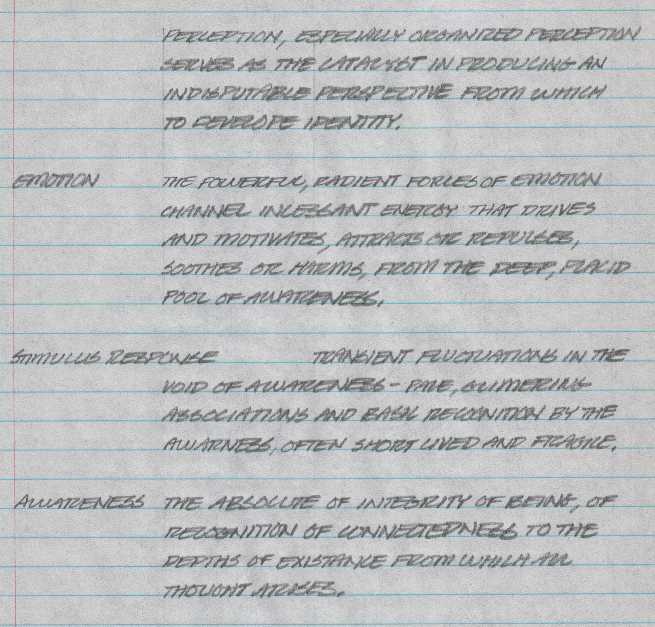 PERCEPTION, ESPECIALLY ORGANIZED PERCEPTION
SERVES AS THE CATALYST IN PRODUCING AN
INDISPUTABLE PERSPECTIVE FROM WHICH
TO DEVELOPE IDENTITY.
EMOTION THE POWERFUL, RADIENT FORCES OF EMOTION
CHANNEL INCESSANT ENERGY THAT DRIVES
AND MOTIVATES, ATTRACTS OR REPULSES,
SOOTHES OR HARMS, FROM THE DEEP, PLACID
POOL OF AWARENESS.
STIMULUS RESPONSE TRANSIENT FLUCTUATIONS IN THE
VOID OF AWARENESS - PALE, GLIMERING
ASSOCIATIONS AND BASAL RECOGNITION BY THE
AWARNESS, OFTEN SHORT LIVED AND FRAGILE.
AWARENESS THE ABSOLUTE OF INTEGRITY OF BEING, OF
RECOGNITION OF CONNECTEDNESS TO THE
DEPTHS OF EXISTANCE FROM WHICH ALL
THOUGHT ARISES.